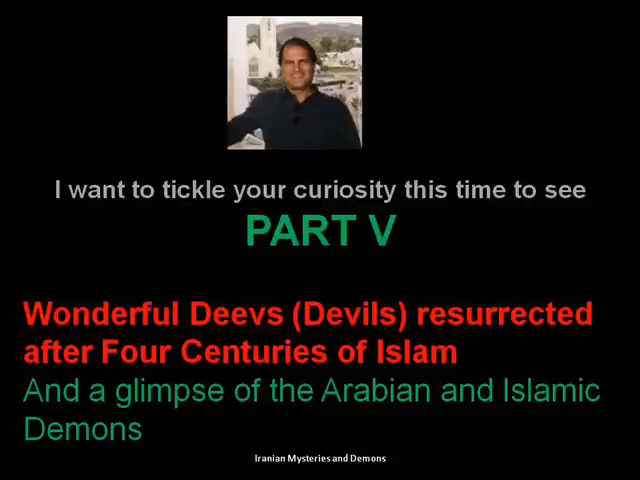 I want to tickle your curiosity this time to see
PART V
Wonderful Deevs (Devils) resurrected
after Four Centuries of Islam
And a glimpse of the Arabian and Islamic
Demons
Iranian Mysteries and Demons